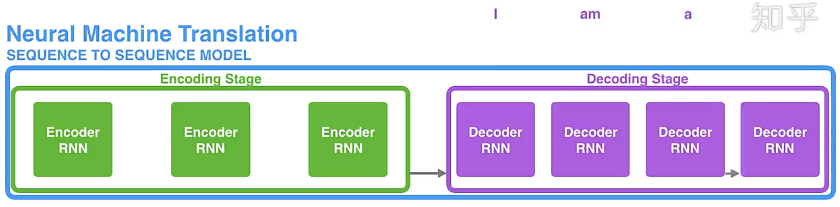 I am a
知乎
Neural Machine Translation
SEQUENCE TO SEQUENCE MODEL
Encoding Stage
Decoding Stage
Encoder
RNN
Encoder
RNN
Encoder
RNN
Decoder
RNN
Decoder
RNN
Decoder
RNN
Decoder
RNN